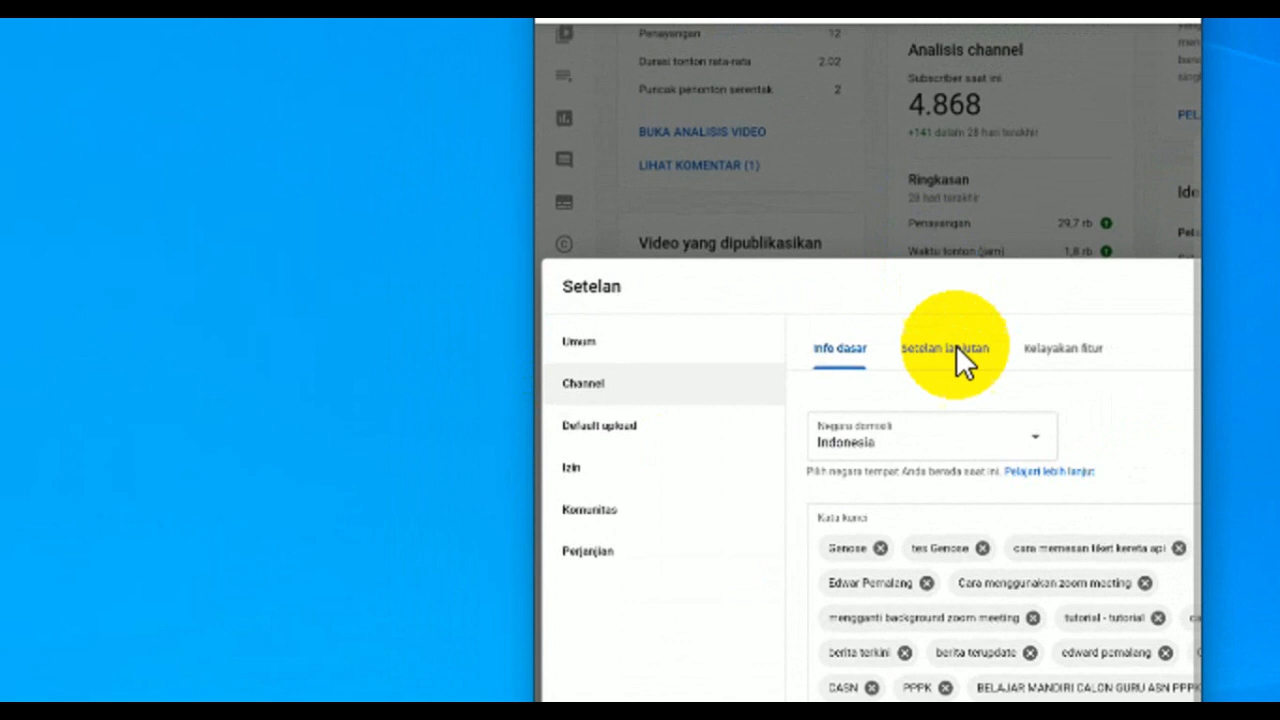 Penayangan 12
Durasi tonton rata-rata 2.02
Puncak penonton serentak 2
BUKA ANALISIS VIDEO
LIHAT KOMENTAR (1)
Video yang dipublikasikan
Analisis channel
Subscriber saat ini
4.868
+141 dalam 28 hari terakhir
Ringkasan
28 hari terakhir
Penayangan 29,7 rb
Waktu tonton (jam) 1,8 rb
Setelan
Umum
Channel
Default upload
Izin
Komunitas
Perjanjian
Info dasar
Setelan lanjutan
Kelayakan fitur
Negara domisili
Indonesia
Pilih negara tempat Anda berada saat ini. Pelajari lebih lanjut
Kata kunci
Genose tes Genose cara memesan tiket kereta api
Edwar Pemalang Cara menggunakan zoom meeting
mengganti background zoom meeting tutorial - tutorial
berita terkini berita terupdate edward pemalang
CASN PPPK BELAJAR MANDIRI CALON GURU ASN PPPK